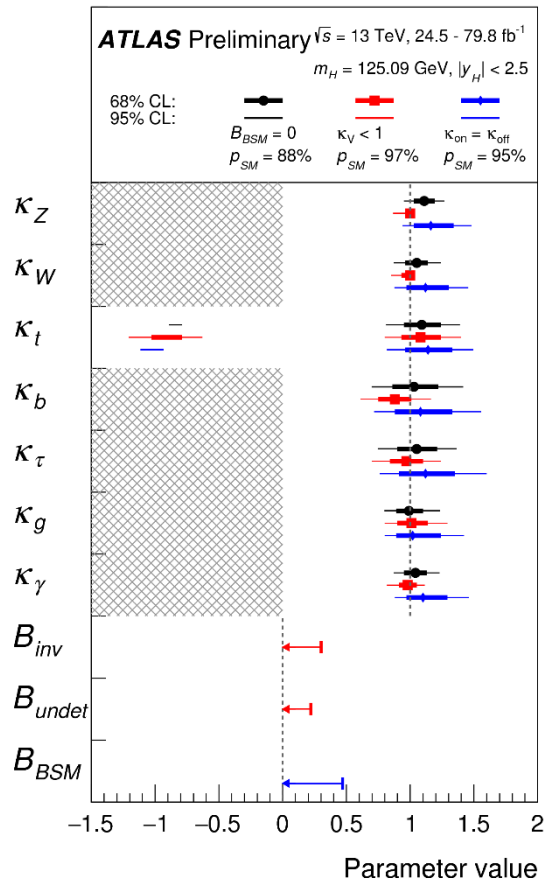 ATLAS Preliminary √s = 13 TeV, 24.5 - 79.8 fb⁻¹
m_H = 125.09 GeV, |y_H| < 2.5
68% CL:
95% CL:
B_BSM = 0 κ_V < 1 κ_on = κ_off
p_SM = 88% p_SM = 97% p_SM = 95%
κ_Z
κ_W
κ_t
κ_b
κ_τ
κ_g
κ_γ
B_inv
B_undet
B_BSM
−1.5 −1 −0.5 0 0.5 1 1.5 2
Parameter value